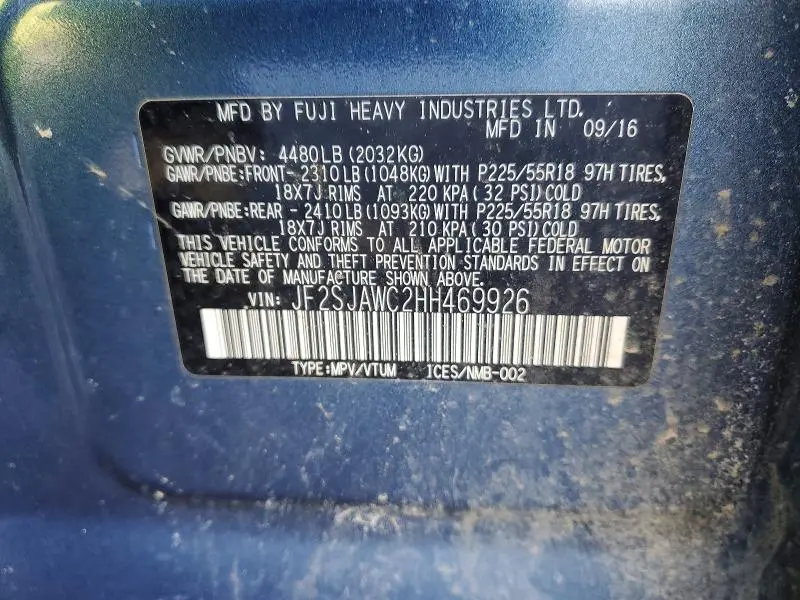 MFD BY FUJI HEAVY INDUSTRIES LTD.
MFD IN 09/16
GVWR/PNBV: 4480LB (2032KG)
GAWR/PNBE:FRONT- 2310 LB (1048KG) WITH P225/55R18 97H TIRES,
18X7J RIMS AT 220 KPA (32 PSI) COLD
GAWR/PNBE:REAR - 2410 LB (1093KG) WITH P225/55R18 97H TIRES,
18X7J RIMS AT 210 KPA (30 PSI) COLD
THIS VEHICLE CONFORMS TO ALL APPLICABLE FEDERAL MOTOR
VEHICLE SAFETY AND THEFT PREVENTION STANDARDS IN EFFECT ON
THE DATE OF MANUFACTURE SHOWN ABOVE.
VIN: JF2SJAWC2HH469926
TYPE:MPV/VTUM ICES/NMB-002